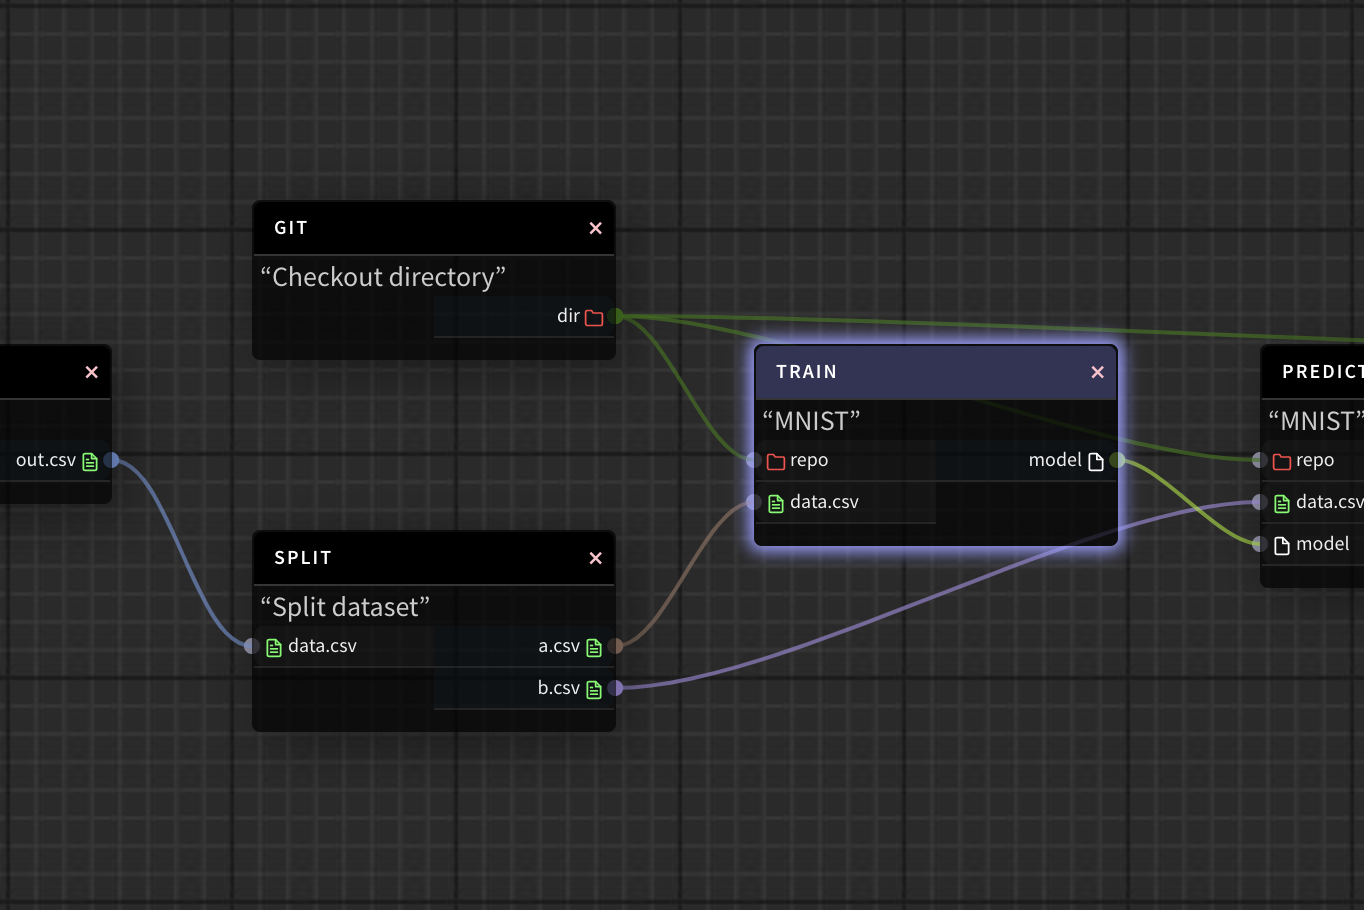 GIT ×
“Checkout directory”
dir
×
out.csv
TRAIN ×
“MNIST”
repo model
data.csv
PREDICT
“MNIST”
repo
data.csv
model
SPLIT ×
“Split dataset”
data.csv a.csv
b.csv